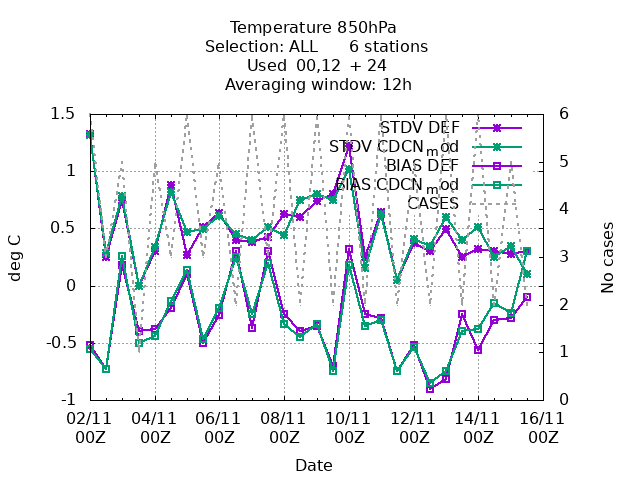 Temperature 850hPa
Selection: ALL 6 stations
Used 00,12 + 24
Averaging window: 12h
STDV DEF
STDV CDCN_mod
BIAS DEF
BIAS CDCN_mod
CASES
deg C
1.5
1
0.5
0
-0.5
-1
No cases
6
5
4
3
2
1
0
02/11 04/11 06/11 08/11 10/11 12/11 14/11 16/11
00Z 00Z 00Z 00Z 00Z 00Z 00Z 00Z
Date